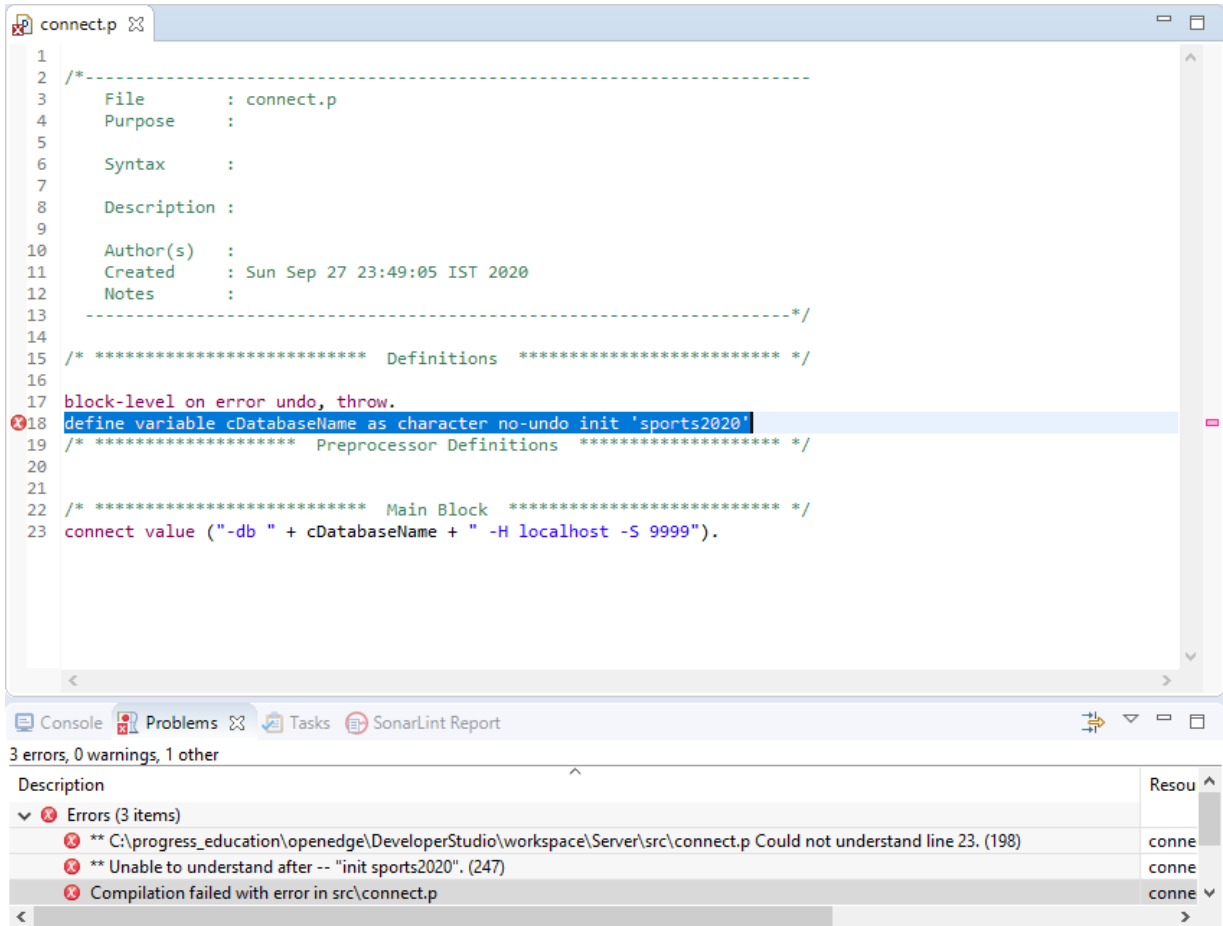 connect.p
1
2 /*-----------------------------------------------------------------------
3 File : connect.p
4 Purpose :
5
6 Syntax :
7
8 Description :
9
10 Author(s) :
11 Created : Sun Sep 27 23:49:05 IST 2020
12 Notes :
13 ----------------------------------------------------------------------*/
14
15 /* *************************** Definitions ************************** */
16
17 block-level on error undo, throw.
18 define variable cDatabaseName as character no-undo init 'sports2020'
19 /* ******************** Preprocessor Definitions ******************** */
20
21
22 /* *************************** Main Block *************************** */
23 connect value ("-db " + cDatabaseName + " -H localhost -S 9999").
Console Problems Tasks SonarLint Report
3 errors, 0 warnings, 1 other
Description Resou
Errors (3 items)
** C:\progress_education\openedge\DeveloperStudio\workspace\Server\src\connect.p Could not understand line 23. (198) conne
** Unable to understand after -- "init sports2020". (247) conne
Compilation failed with error in src\connect.p conne